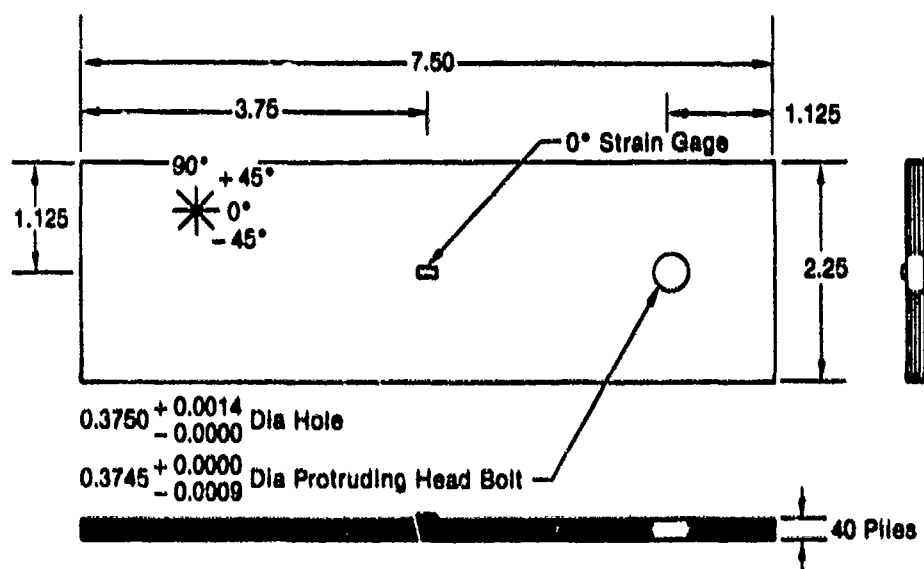 7.50
3.75
1.125
0° Strain Gage
90°
+ 45°
1.125
0°
- 45°
2.25
0.3750 + 0.0014 - 0.0000 Dia Hole
0.3745 + 0.0000 - 0.0009 Dia Protruding Head Bolt
40 Plies